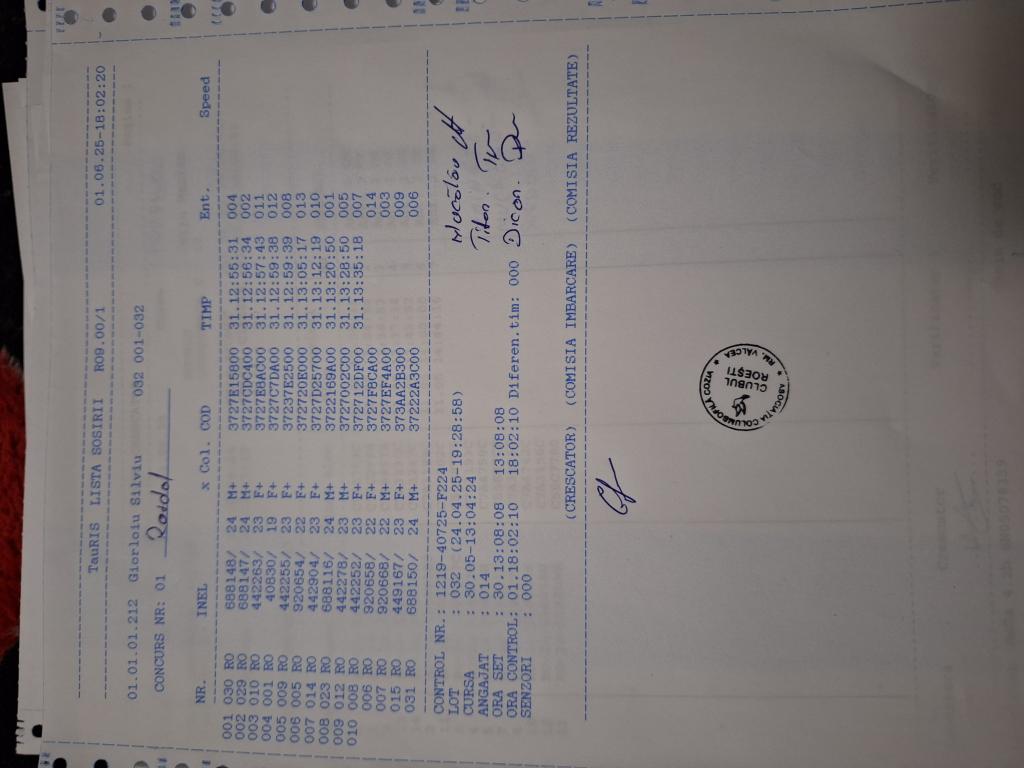 TauRIS LISTA SOSIRII R09.00/1 01.06.25-18:02:20
01.01.212 Giorloiu Silviu 032 001-032
CONCURS NR: 01
NR. INEL x Col. COD TIMP Ent. Speed
001 030 RO 688148/ 24 M+ 3727E15800 31.12:55:31 004
002 029 RO 688147/ 24 M+ 3727CDC400 31.12:56:34 002
003 010 RO 442263/ 23 F+ 3727E8AC00 31.12:57:43 011
004 001 RO 40830/ 19 F+ 3727C7DA00 31.12:59:38 012
005 009 RO 442255/ 23 F+ 37237E2500 31.12:59:39 008
006 005 RO 920654/ 22 F+ 372720E000 31.13:05:17 013
007 014 RO 442904/ 23 F+ 3727D25700 31.13:12:19 010
008 023 RO 688116/ 24 M+ 3722169A00 31.13:20:50 001
009 012 RO 442278/ 23 M+ 3727002C00 31.13:28:50 005
010 008 RO 442252/ 23 F+ 372712DF00 31.13:35:18 007
006 RO 920658/ 22 F+ 3727F8CA00 014
007 RO 920668/ 22 M+ 3727EF4A00 003
015 RO 449167/ 23 F+ 373AA2B300 009
031 RO 688150/ 24 M+ 37222A3C00 006
CONTROL NR.: 1219-40725-F224
LOT : 032 (24.04.25-19:28:58)
CURSA : 30.05-13:04:24
ANGAJAT : 014
ORA SET : 30.13:08:08 13:08:08
ORA CONTROL: 01.18:02:10 18:02:10 Diferen.tim: 000
SENZORI : 000
Titon.
Dicon.
(CRESCATOR) (COMISIA IMBARCARE) (COMISIA REZULTATE)
ASOCIAȚIA COLUMBOFILĂ COZIA
CLUBUL
ROEȘTI
RM. VALCEA